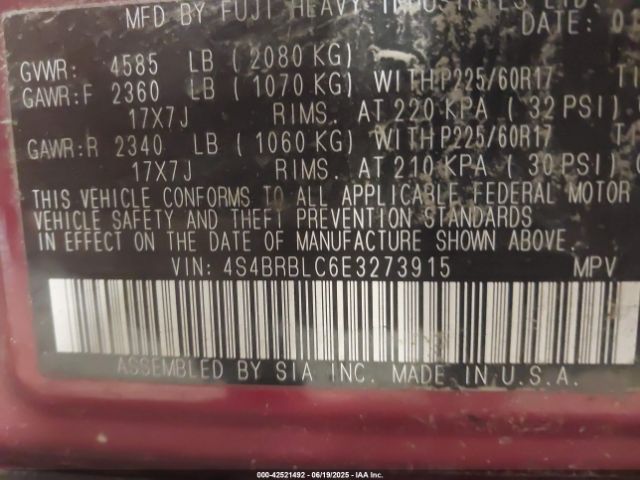 MFD BY FUJI HEAVY INDUSTRIES LTD.
DATE: 0
GVWR: 4585 LB (2080 KG)
GAWR:F 2360 LB (1070 KG) WITH P225/60R17
17X7J RIMS. AT 220 KPA (32 PSI)
GAWR:R 2340 LB (1060 KG) WITH P225/60R17
17X7J RIMS. AT 210 KPA (30 PSI)
THIS VEHICLE CONFORMS TO ALL APPLICABLE FEDERAL MOTOR
VEHICLE SAFETY AND THEFT PREVENTION STANDARDS
IN EFFECT ON THE DATE OF MANUFACTURE SHOWN ABOVE.
VIN: 4S4BRBLC6E3273915 MPV
ASSEMBLED BY SIA INC. MADE IN U.S.A.
000-42521492 - 06/19/2025 - IAA Inc.